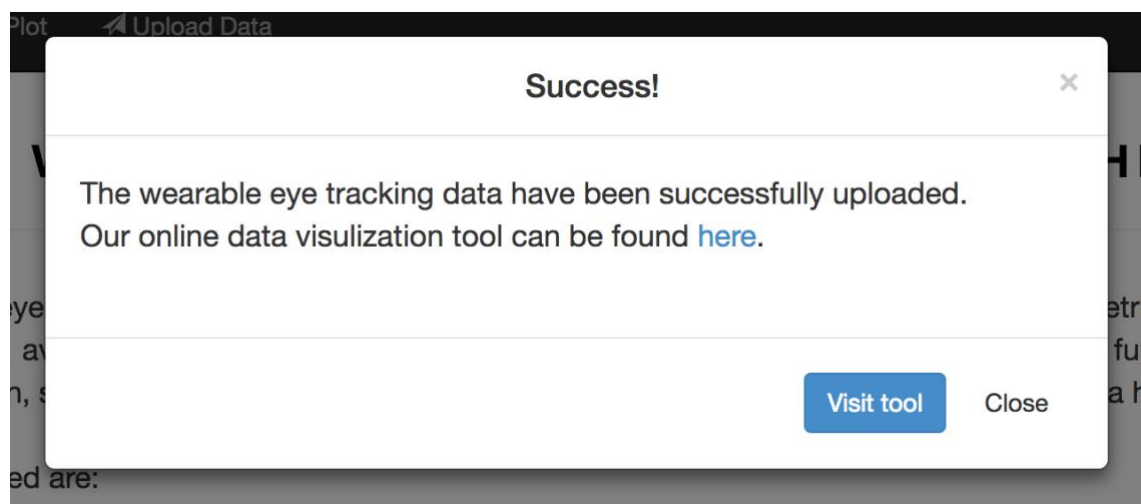 Plot Upload Data
Success! ×
The wearable eye tracking data have been successfully uploaded.
Our online data visulization tool can be found here.
Visit tool Close
ed are: